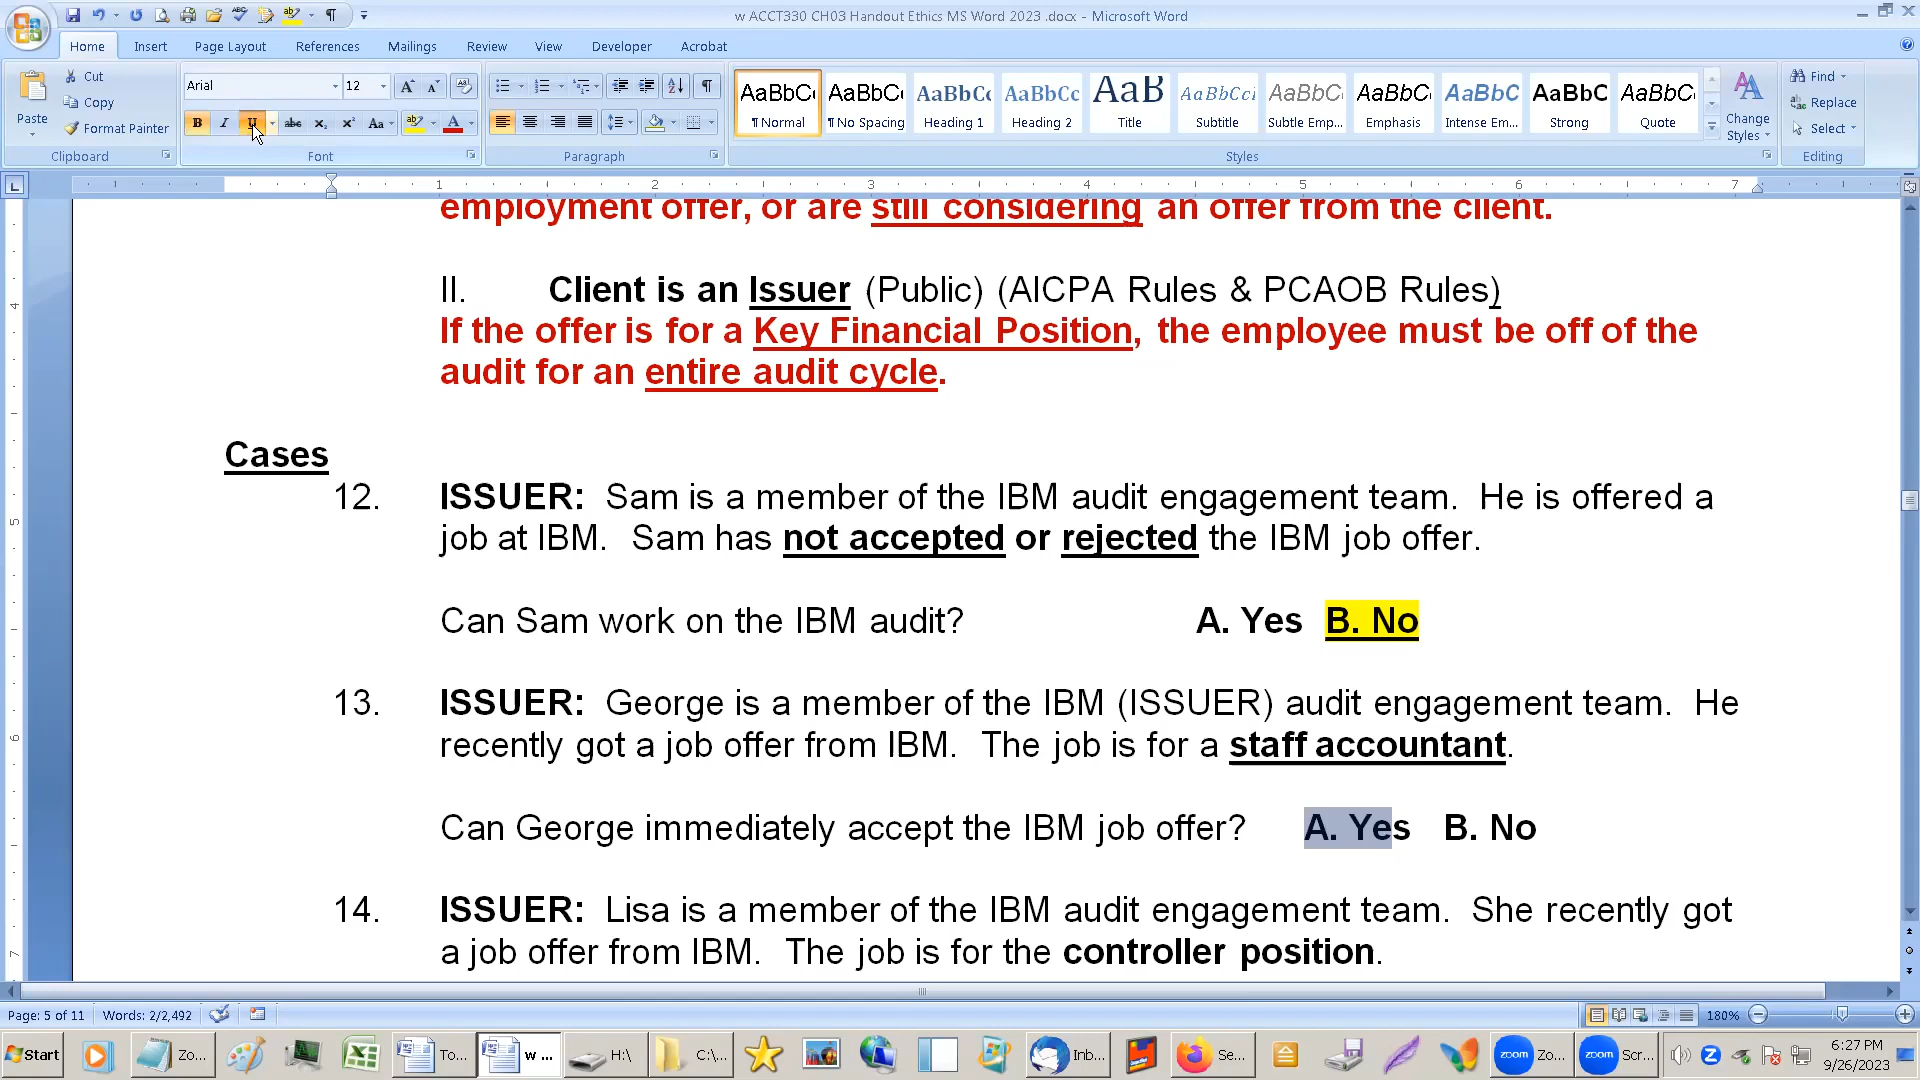 w ACCT330 CH03 Handout Ethics MS Word 2023 .docx - Microsoft Word
Home Insert Page Layout References Mailings Review View Developer Acrobat
Paste
Cut
Copy
Format Painter
Clipboard
Arial 12
B I U abc
Font
Paragraph
AaBbCc AaBbCc AaBbCc AaBbCc AaB AaBbCc AaBbCc AaBbCc AaBbC AaBbC AaBbC
¶ Normal ¶ No Spacing Heading 1 Heading 2 Title Subtitle Subtle Emp... Emphasis Intense Em... Strong Quote
Styles
Change Styles
Find
Replace
Select
Editing
1 2 3 4 5 6 7
employment offer, or are still considering an offer from the client.
II. Client is an Issuer (Public) (AICPA Rules & PCAOB Rules)
If the offer is for a Key Financial Position, the employee must be off of the
audit for an entire audit cycle.
Cases
12. ISSUER: Sam is a member of the IBM audit engagement team. He is offered a
job at IBM. Sam has not accepted or rejected the IBM job offer.
Can Sam work on the IBM audit? A. Yes B. No
13. ISSUER: George is a member of the IBM (ISSUER) audit engagement team. He
recently got a job offer from IBM. The job is for a staff accountant.
Can George immediately accept the IBM job offer? A. Yes B. No
14. ISSUER: Lisa is a member of the IBM audit engagement team. She recently got
a job offer from IBM. The job is for the controller position.
Page: 5 of 11 Words: 2/2,492 180%
Start Zo... To... w ... H:\ C:\... Inb... Se... Zo... Scr... 6:27 PM
9/26/2023